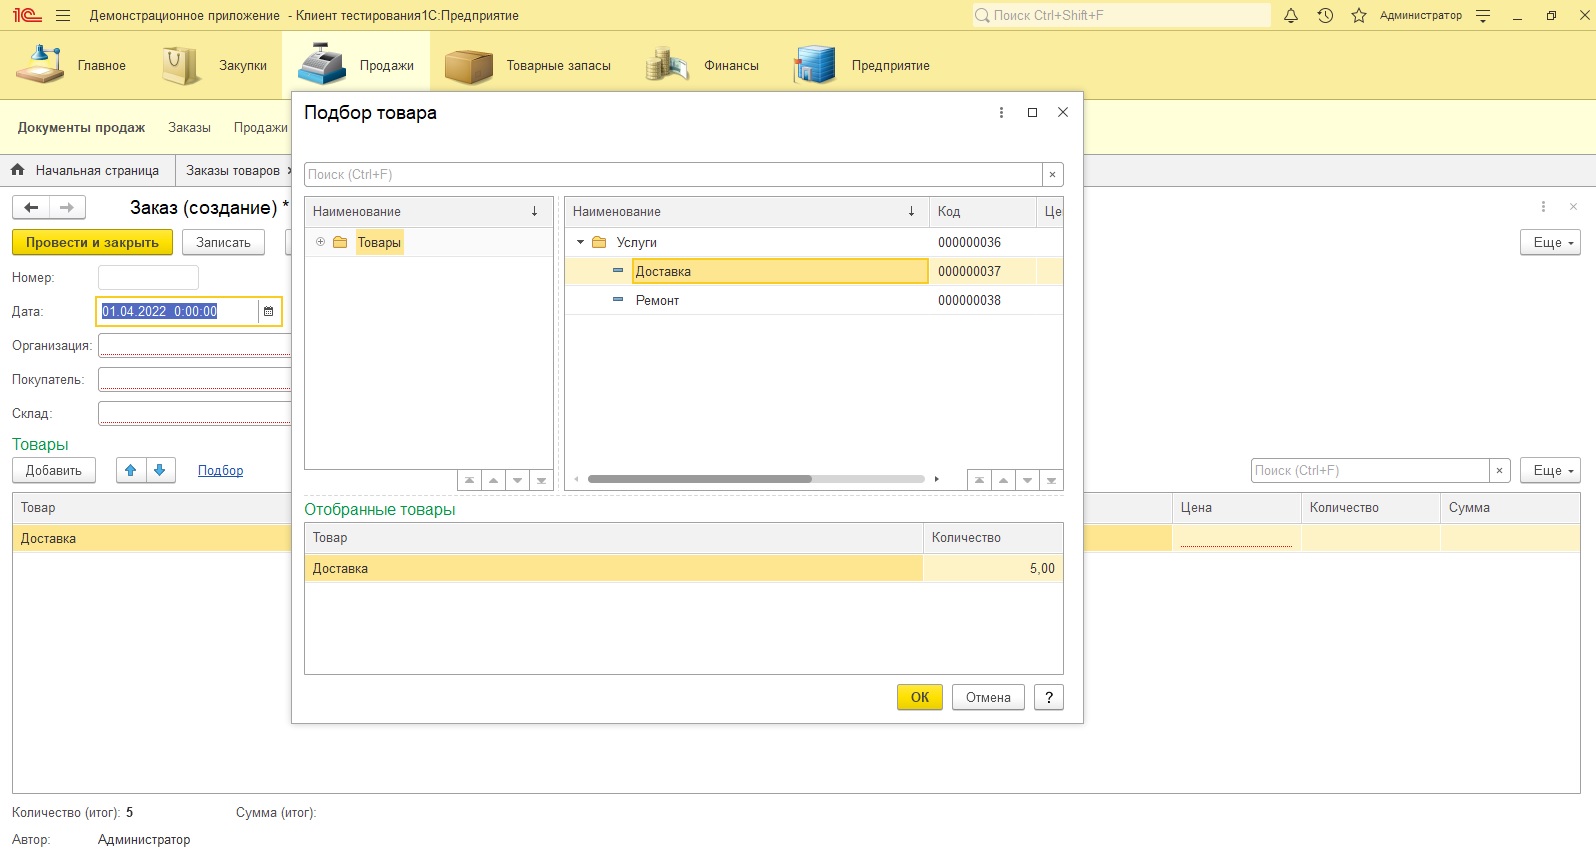 1С Демонстрационное приложение - Клиент тестирования1С:Предприятие Поиск Ctrl+Shift+F Администратор
Главное Закупки Продажи Товарные запасы Финансы Предприятие
Документы продаж Заказы Продажи
Начальная страница Заказы товаров
Заказ (создание) *
Провести и закрыть Записать Еще
Номер:
Дата: 01.04.2022 0:00:00
Организация:
Покупатель:
Склад:
Товары
Добавить Подбор Поиск (Ctrl+F) × Еще
Товар Цена Количество Сумма
Доставка
Подбор товара
Поиск (Ctrl+F) ×
Наименование
Товары
Наименование Код Це
Услуги 000000036
Доставка 000000037
Ремонт 000000038
Отобранные товары
Товар Количество
Доставка 5,00
ОК Отмена ?
Количество (итог): 5 Сумма (итог):
Автор: Администратор